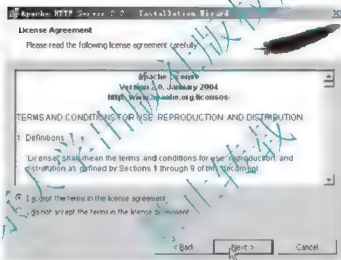 Apache HTTP Server 2.0 - Installation Wizard
License Agreement
Please read the following license agreement carefully.
Apache License
Version 2.0, January 2004
http://www.apache.org/licenses/
TERMS AND CONDITIONS FOR USE, REPRODUCTION, AND DISTRIBUTION
1. Definitions
"License" shall mean the terms and conditions for use, reproduction, and
distribution as defined by Sections 1 through 9 of this document.
I accept the terms in the license agreement
I do not accept the terms in the license agreement
< Back
Next >
Cancel